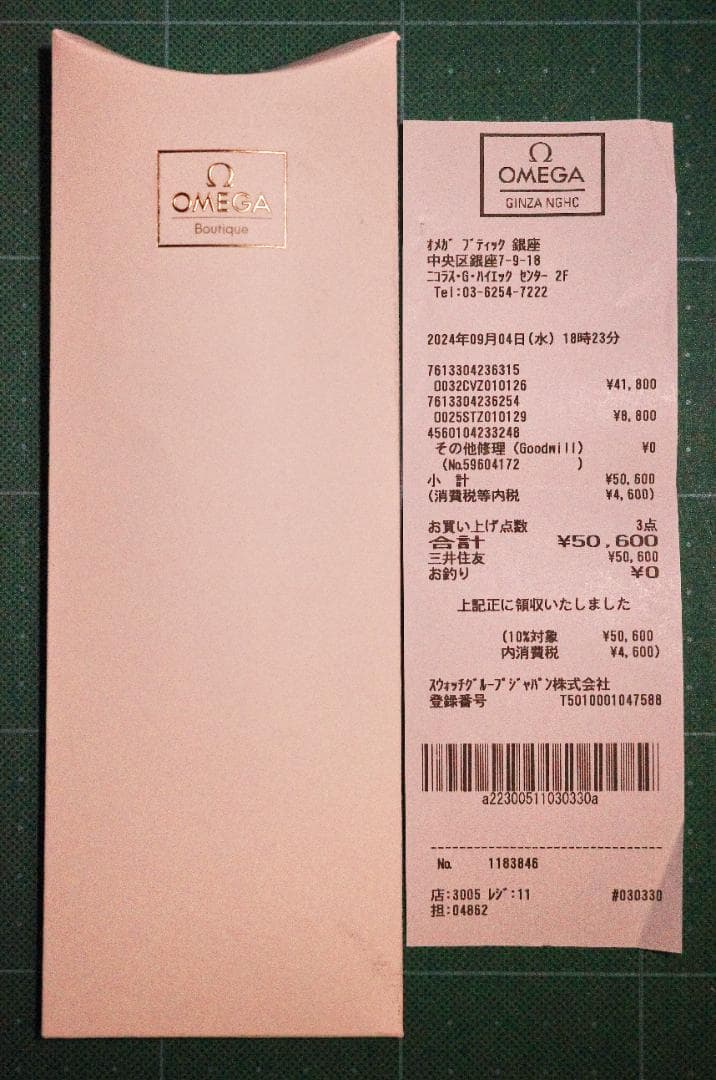 Ω
OMEGA
Boutique
Ω
OMEGA
GINZA NGHC
ｵﾒｶﾞ ﾌﾞﾃｨｯｸ 銀座
中央区銀座7-9-18
ﾆｺﾗｽ･G･ﾊｲｴｯｸ ｾﾝﾀｰ 2F
Tel:03-6254-7222
2024年09月04日(水) 18時23分
7613304236315
O032CVZ010126 ¥41,800
7613304236254
O025STZ010129 ¥8,800
4560104233248
その他修理(Goodwill) ¥0
(No.59604172 )
小 計 ¥50,600
(消費税等内税 ¥4,600)
お買い上げ点数 3点
合計 ¥50,600
三井住友 ¥50,600
お釣り ¥0
上記正に領収いたしました
(10%対象 ¥50,600
内消費税 ¥4,600)
ｽｳｫｯﾁｸﾞﾙｰﾌﾟｼﾞｬﾊﾟﾝ株式会社
登録番号 T5010001047588
a22300511030330a
No. 1183846
店:3005 ﾚｼﾞ:11 #030330
担:04862